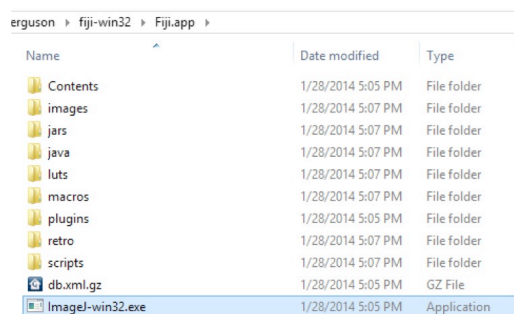 erguson fiji-win32 Fiji.app
Name Date modified Type
Contents 1/28/2014 5:05 PM File folder
images 1/28/2014 5:07 PM File folder
jars 1/28/2014 5:07 PM File folder
java 1/28/2014 5:07 PM File folder
luts 1/28/2014 5:07 PM File folder
macros 1/28/2014 5:07 PM File folder
plugins 1/28/2014 5:05 PM File folder
retro 1/28/2014 5:07 PM File folder
scripts 1/28/2014 5:07 PM File folder
db.xml.gz 1/28/2014 5:05 PM GZ File
ImageJ-win32.exe 1/28/2014 5:05 PM Application